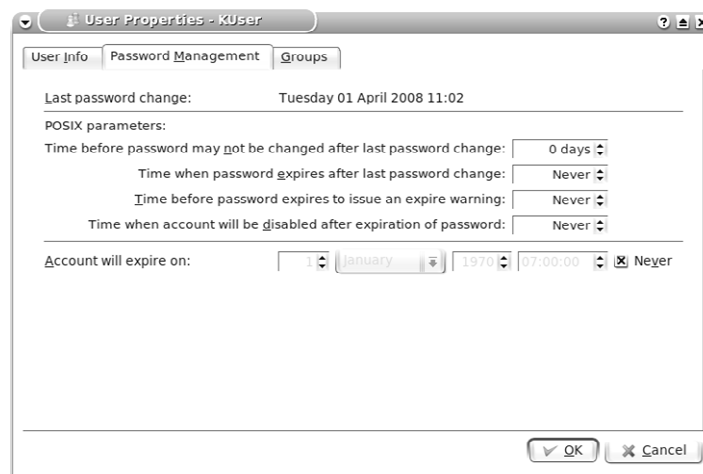 User Properties - KUser ?
User Info Password Management Groups
Last password change: Tuesday 01 April 2008 11:02
POSIX parameters:
Time before password may not be changed after last password change: 0 days
Time when password expires after last password change: Never
Time before password expires to issue an expire warning: Never
Time when account will be disabled after expiration of password: Never
Account will expire on: 1 January 1970 07:00:00 Never
OK Cancel